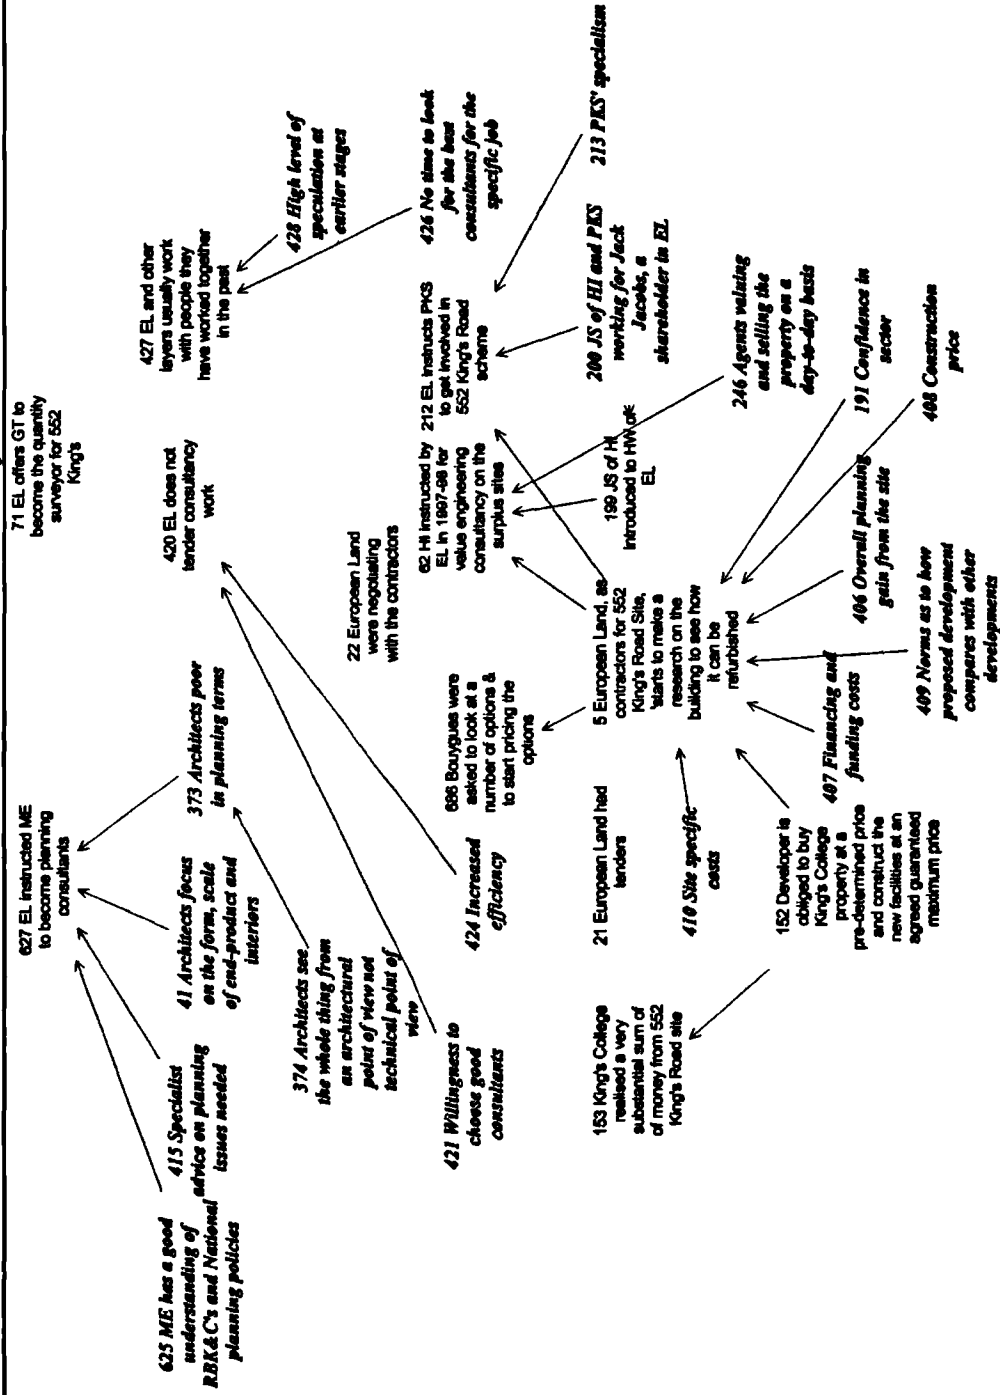 71 EL offers GT to
become the quantity
surveyor for 552
King's
627 EL instructed ME
to become planning
consultants
420 EL does not
tender consultancy
work
427 EL and other
layers usually work
with people they
have worked together
in the past
625 ME has a good
understanding of
RBK&C's and National
planning policies
415 Specialist
advice on planning
issues needed
41 Architects focus
on the form, scale
of end-product and
interiors
373 Architects poor
in planning terms
428 High level of
speculation at
earlier stages
374 Architects see
the whole thing from
an architectural
point of view not
technical point of
view
22 European Land
were negotiating
with the contractors
426 No time to look
for the best
consultants for the
specific job
421 Willingness to
choose good
consultants
424 Increased
efficiency
686 Bouygues were
asked to look at a
number of options &
to start pricing the
options
62 HI instructed by
EL in 1997-98 for
value engineering
consultancy on the
surplus sites
212 EL instructs PKS
to get involved in
552 King's Road
scheme
213 PKS' specialism
153 King's College
realised a very
substantial sum of
money from 552
King's Road site
21 European Land had
tenders
5 European Land, as
contractors for 552
King's Road Site,
'starts to make a
research on the
building to see how
it can be
refurbished
199 JS of HI
introduced to HW of
EL
200 JS of HI and PKS
working for Jack
Jacobs, a
shareholder in EL
410 Site specific
costs
246 Agents valuing
and selling the
property on a
day-to-day basis
152 Developer is
obliged to buy
King's College
property at a
pre-determined price
and construct the
new facilities at an
agreed guaranteed
maximum price
407 Financing and
funding costs
406 Overall planning
gain from the site
191 Confidence in
sector
409 Norms as to how
proposed development
compares with other
developments
408 Construction
price